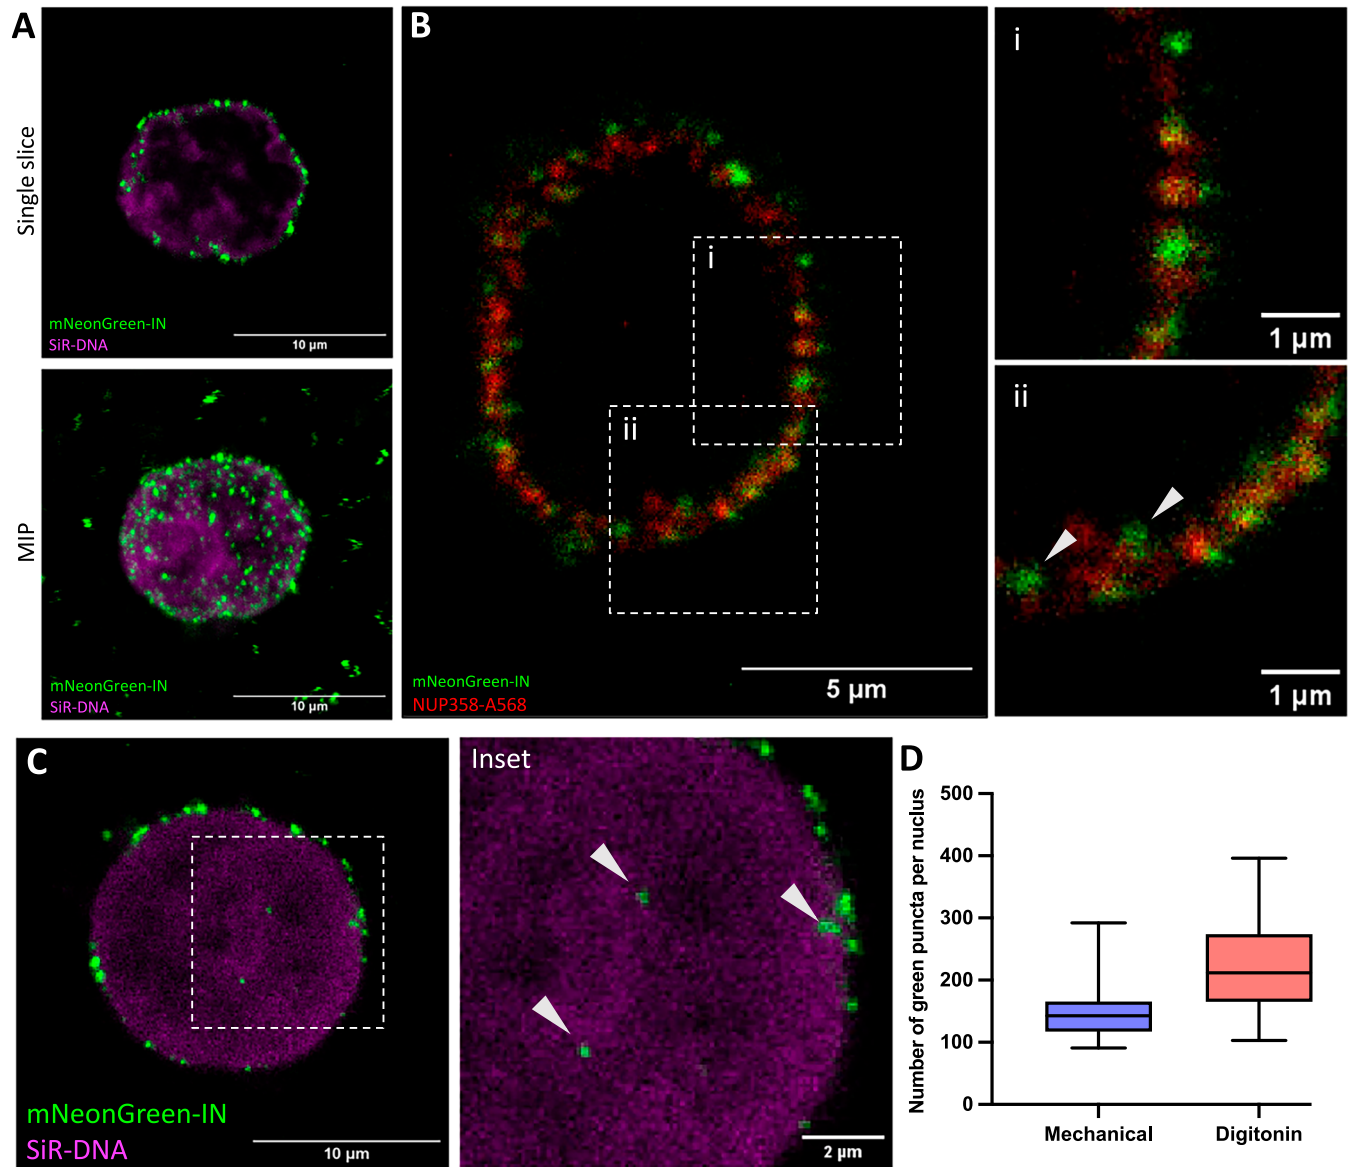 A
Single slice
mNeonGreen-IN
SiR-DNA
10 µm
MIP
mNeonGreen-IN
SiR-DNA
10 µm
B
i
ii
mNeonGreen-IN
NUP358-A568
5 µm
i
1 µm
ii
1 µm
C
mNeonGreen-IN
SiR-DNA
10 µm
Inset
2 µm
D
Number of green puncta per nuclus
500
400
300
200
100
0
Mechanical
Digitonin